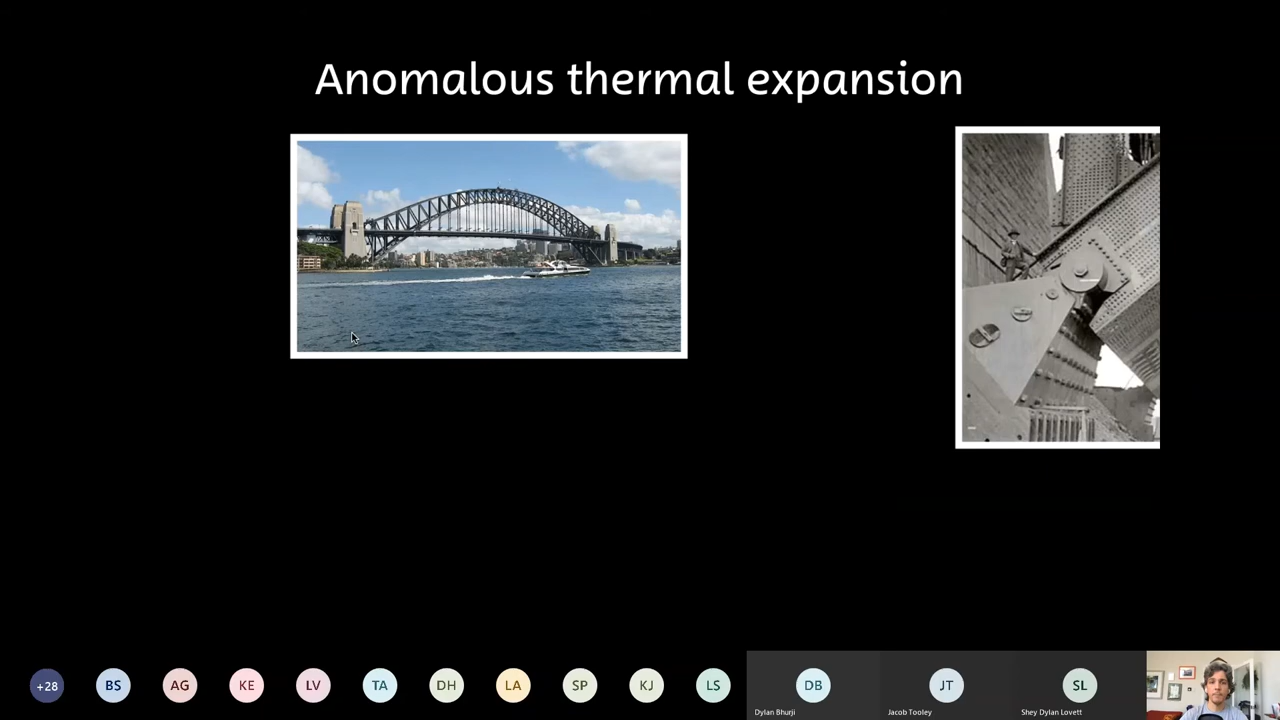 Anomalous thermal expansion
+28
BS
AG
KE
LV
TA
DH
LA
SP
KJ
LS
DB
JT
SL
Dylan Bhurji
Jacob Tooley
Shey Dylan Lovett